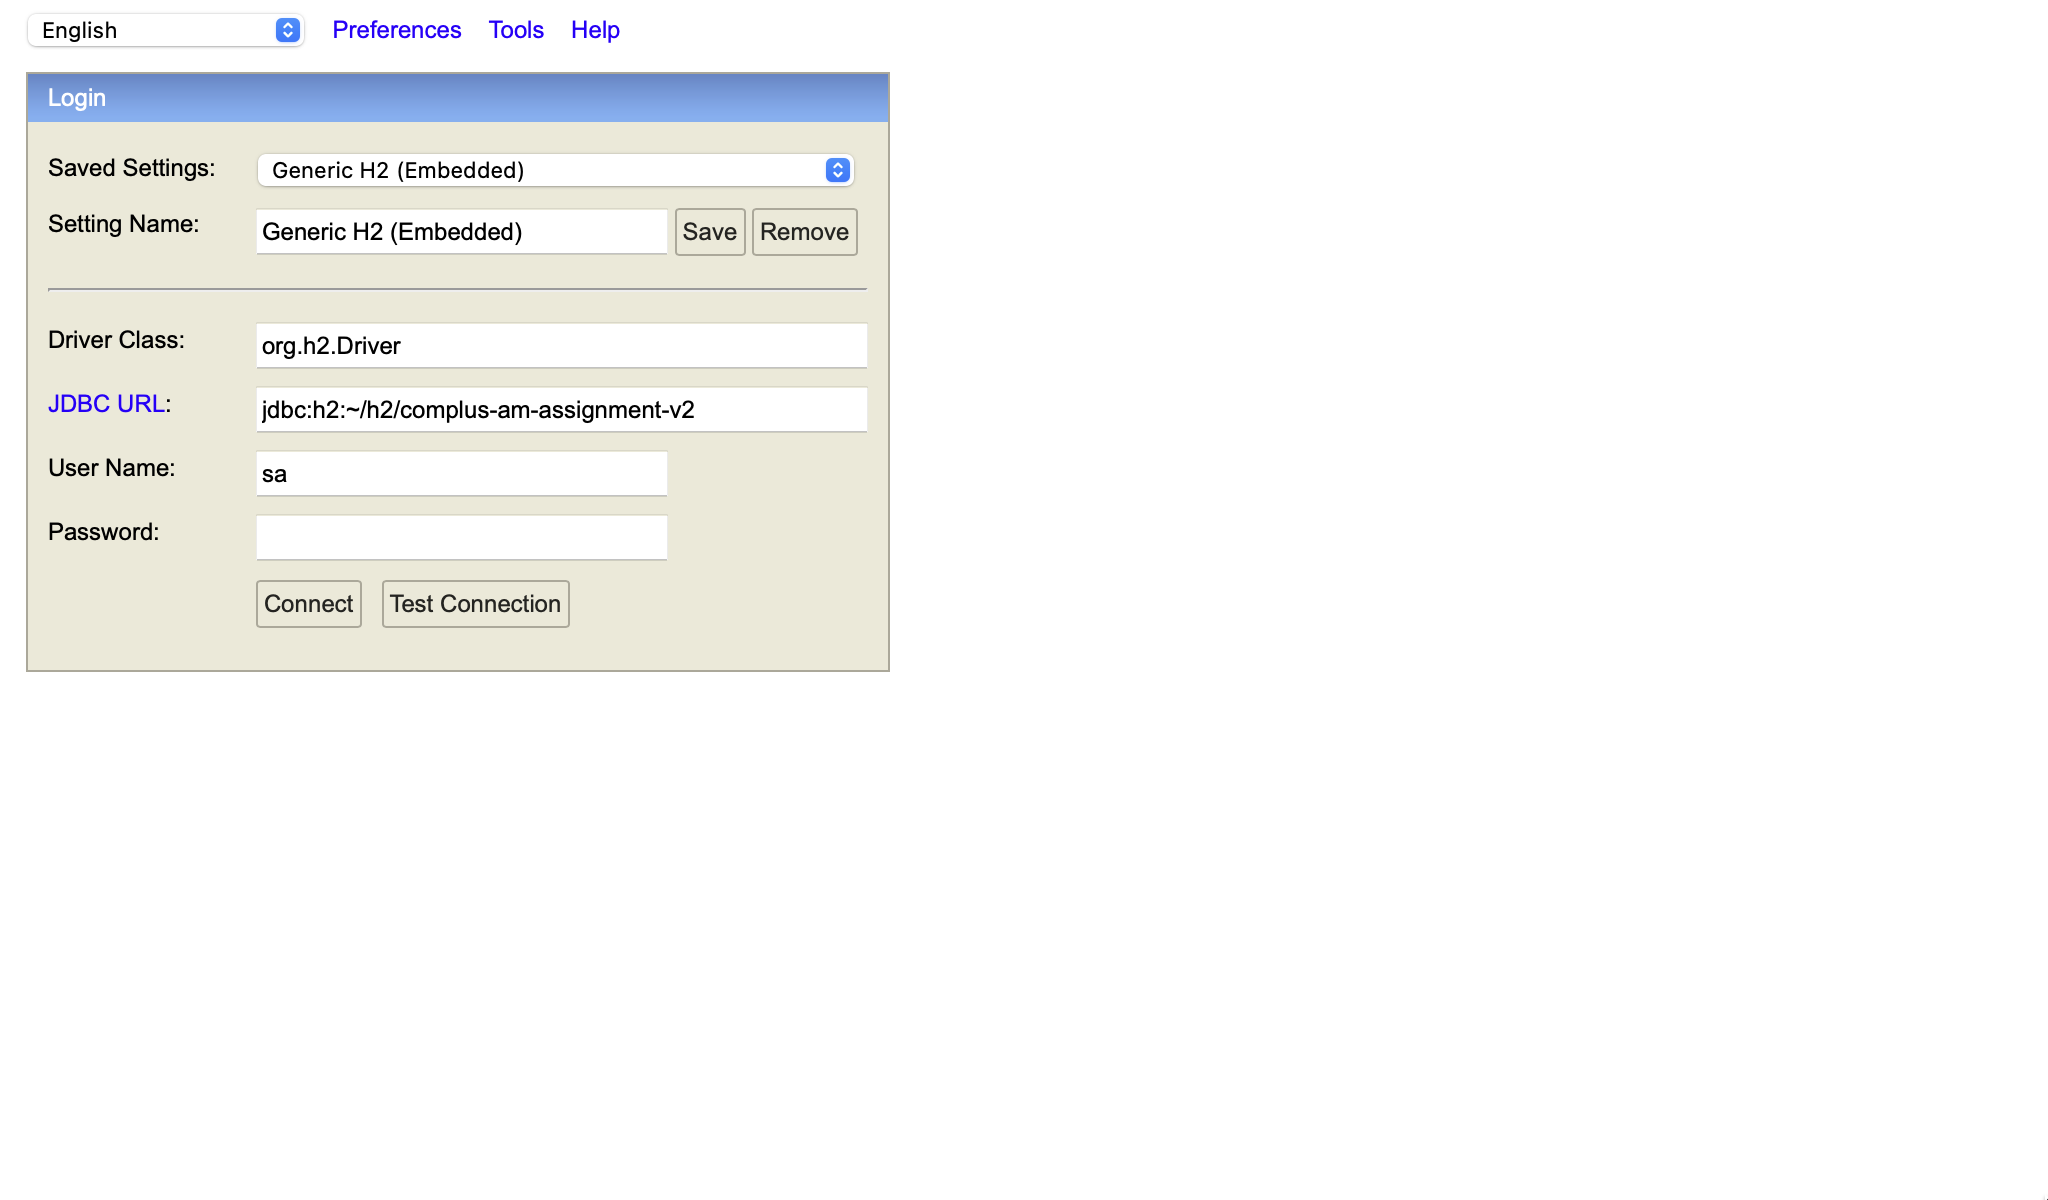 English Preferences Tools Help
Login
Saved Settings: Generic H2 (Embedded)
Setting Name: Generic H2 (Embedded) Save Remove
Driver Class: org.h2.Driver
JDBC URL: jdbc:h2:~/h2/complus-am-assignment-v2
User Name: sa
Password:
Connect Test Connection